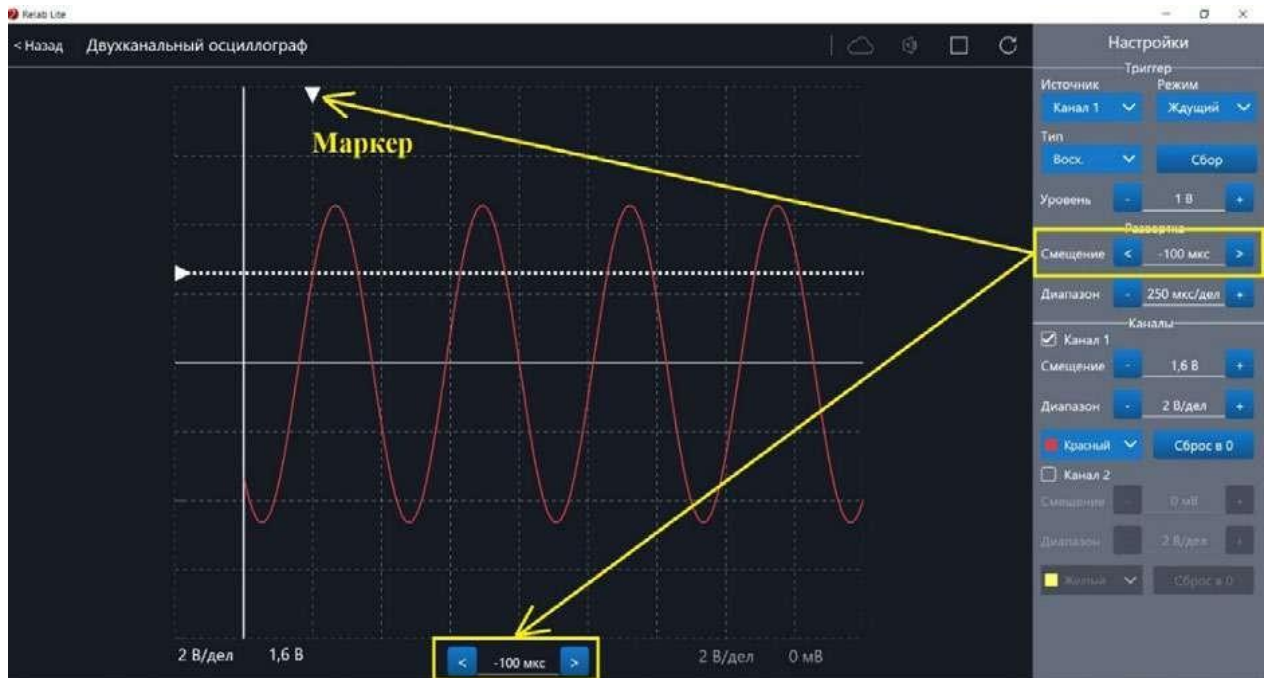 Relab Lite
< Назад Двухканальный осциллограф
Настройки
Триггер
Источник Режим
Канал 1 Ждущий
Тип
Восх. Сбор
Уровень - 1 В +
Развертка
Смещение < -100 мкс >
Диапазон - 250 мкс/дел +
Каналы
Канал 1
Смещение - 1,6 В +
Диапазон - 2 В/дел +
Красный Сброс в 0
Канал 2
Смещение - 0 мВ +
Диапазон - 2 В/дел +
Желтый Сброс в 0
Маркер
2 В/дел 1,6 В < -100 мкс > 2 В/дел 0 мВ